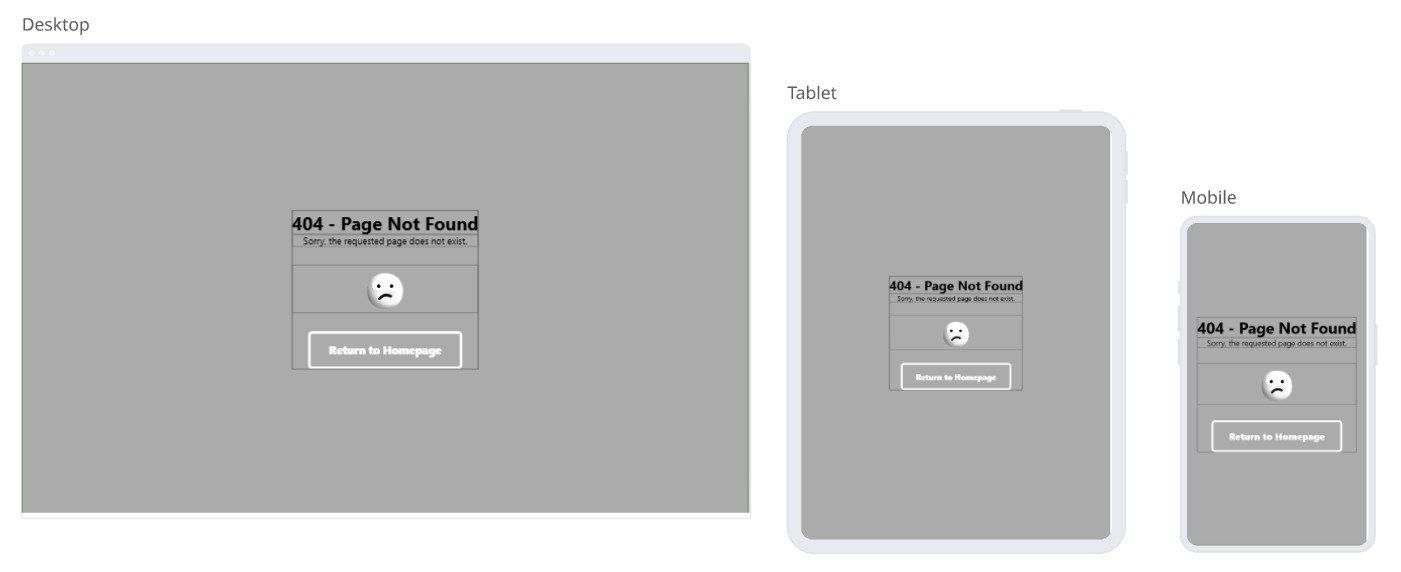 Desktop
404 - Page Not Found
Sorry, the requested page does not exist.
Return to Homepage
Tablet
404 - Page Not Found
Sorry, the requested page does not exist.
Return to Homepage
Mobile
404 - Page Not Found
Sorry, the requested page does not exist.
Return to Homepage